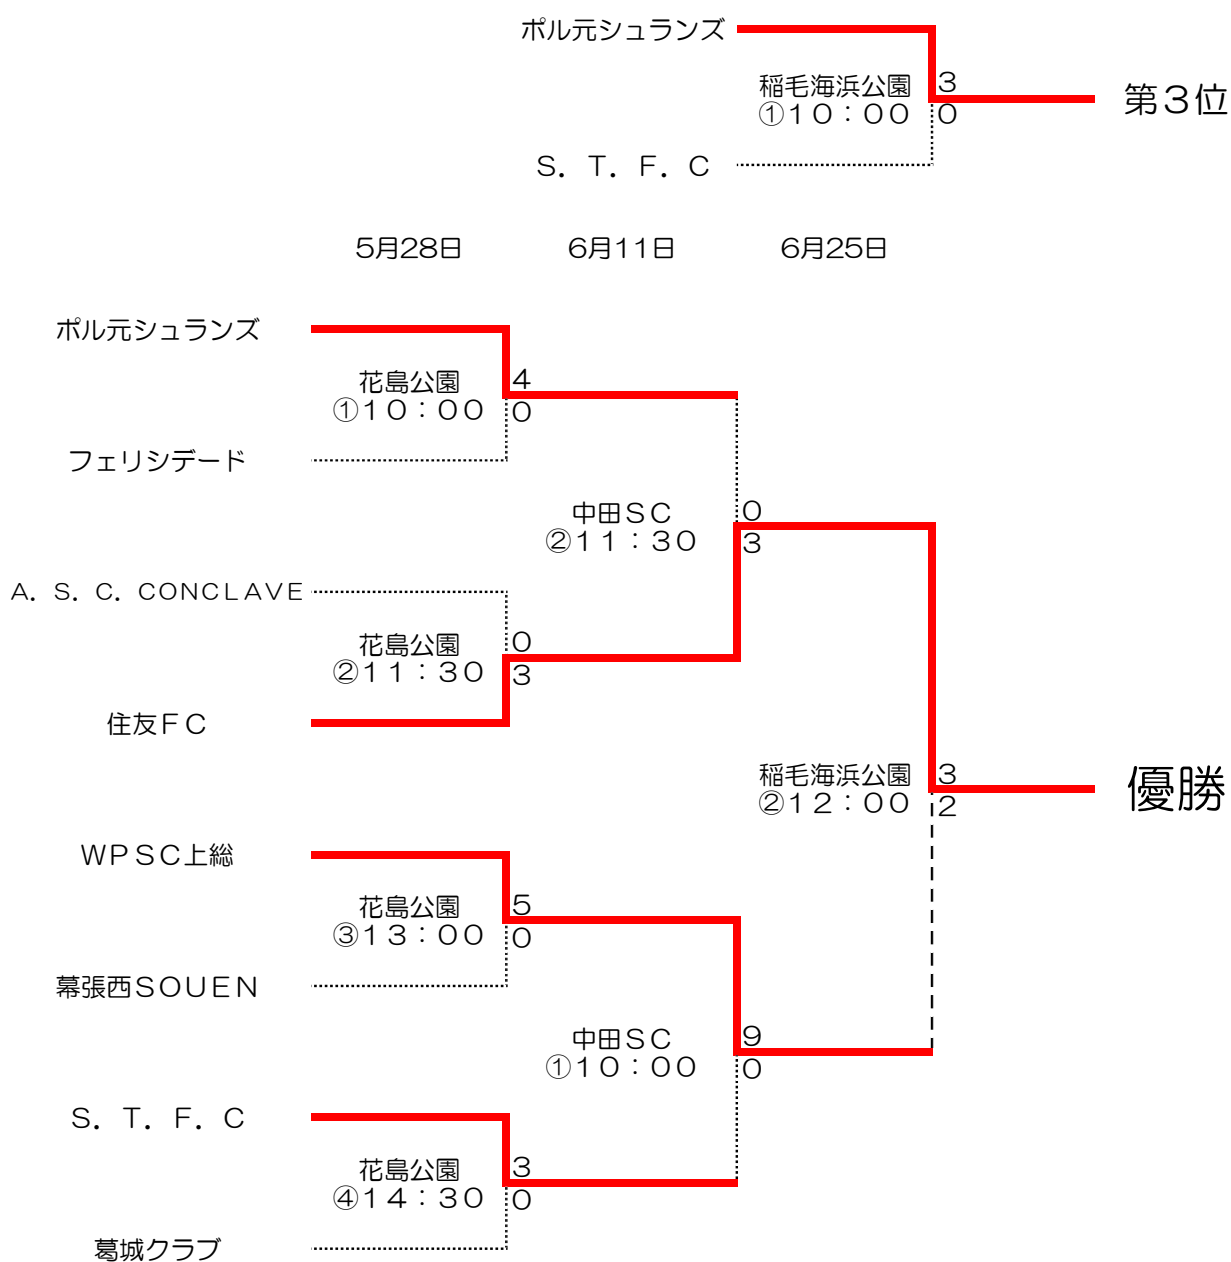 ポル元シュランズ
稲毛海浜公園
①１０：００
3
0
第３位
Ｓ．Ｔ．Ｆ．Ｃ
5月28日 6月11日 6月25日
ポル元シュランズ
花島公園
①１０：００
4
0
フェリシデード
中田ＳＣ
②１１：３０
0
3
Ａ．Ｓ．Ｃ．ＣＯＮＣＬＡＶＥ
花島公園
②１１：３０
0
3
住友ＦＣ
稲毛海浜公園
②１２：００
3
2
優勝
ＷＰＳＣ上総
花島公園
③１３：００
5
0
幕張西ＳＯＵＥＮ
中田ＳＣ
①１０：００
9
0
Ｓ．Ｔ．Ｆ．Ｃ
花島公園
④１４：３０
3
0
葛城クラブ